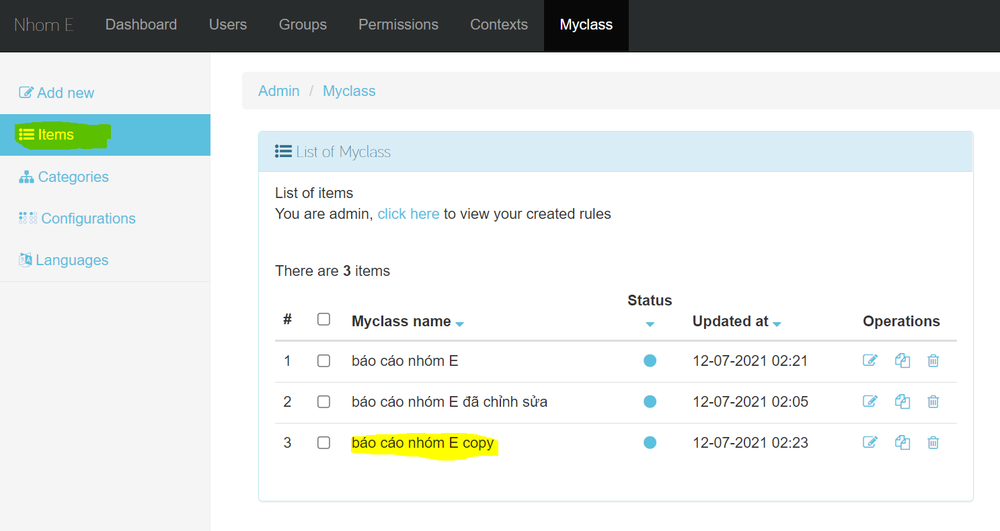 Nhom E Dashboard Users Groups Permissions Contexts Myclass
Add new
Items
Categories
Configurations
Languages
Admin / Myclass
List of Myclass
List of items
You are admin, click here to view your created rules
There are 3 items
# Myclass name Status Updated at Operations
1 báo cáo nhóm E 12-07-2021 02:21
2 báo cáo nhóm E đã chỉnh sửa 12-07-2021 02:05
3 báo cáo nhóm E copy 12-07-2021 02:23